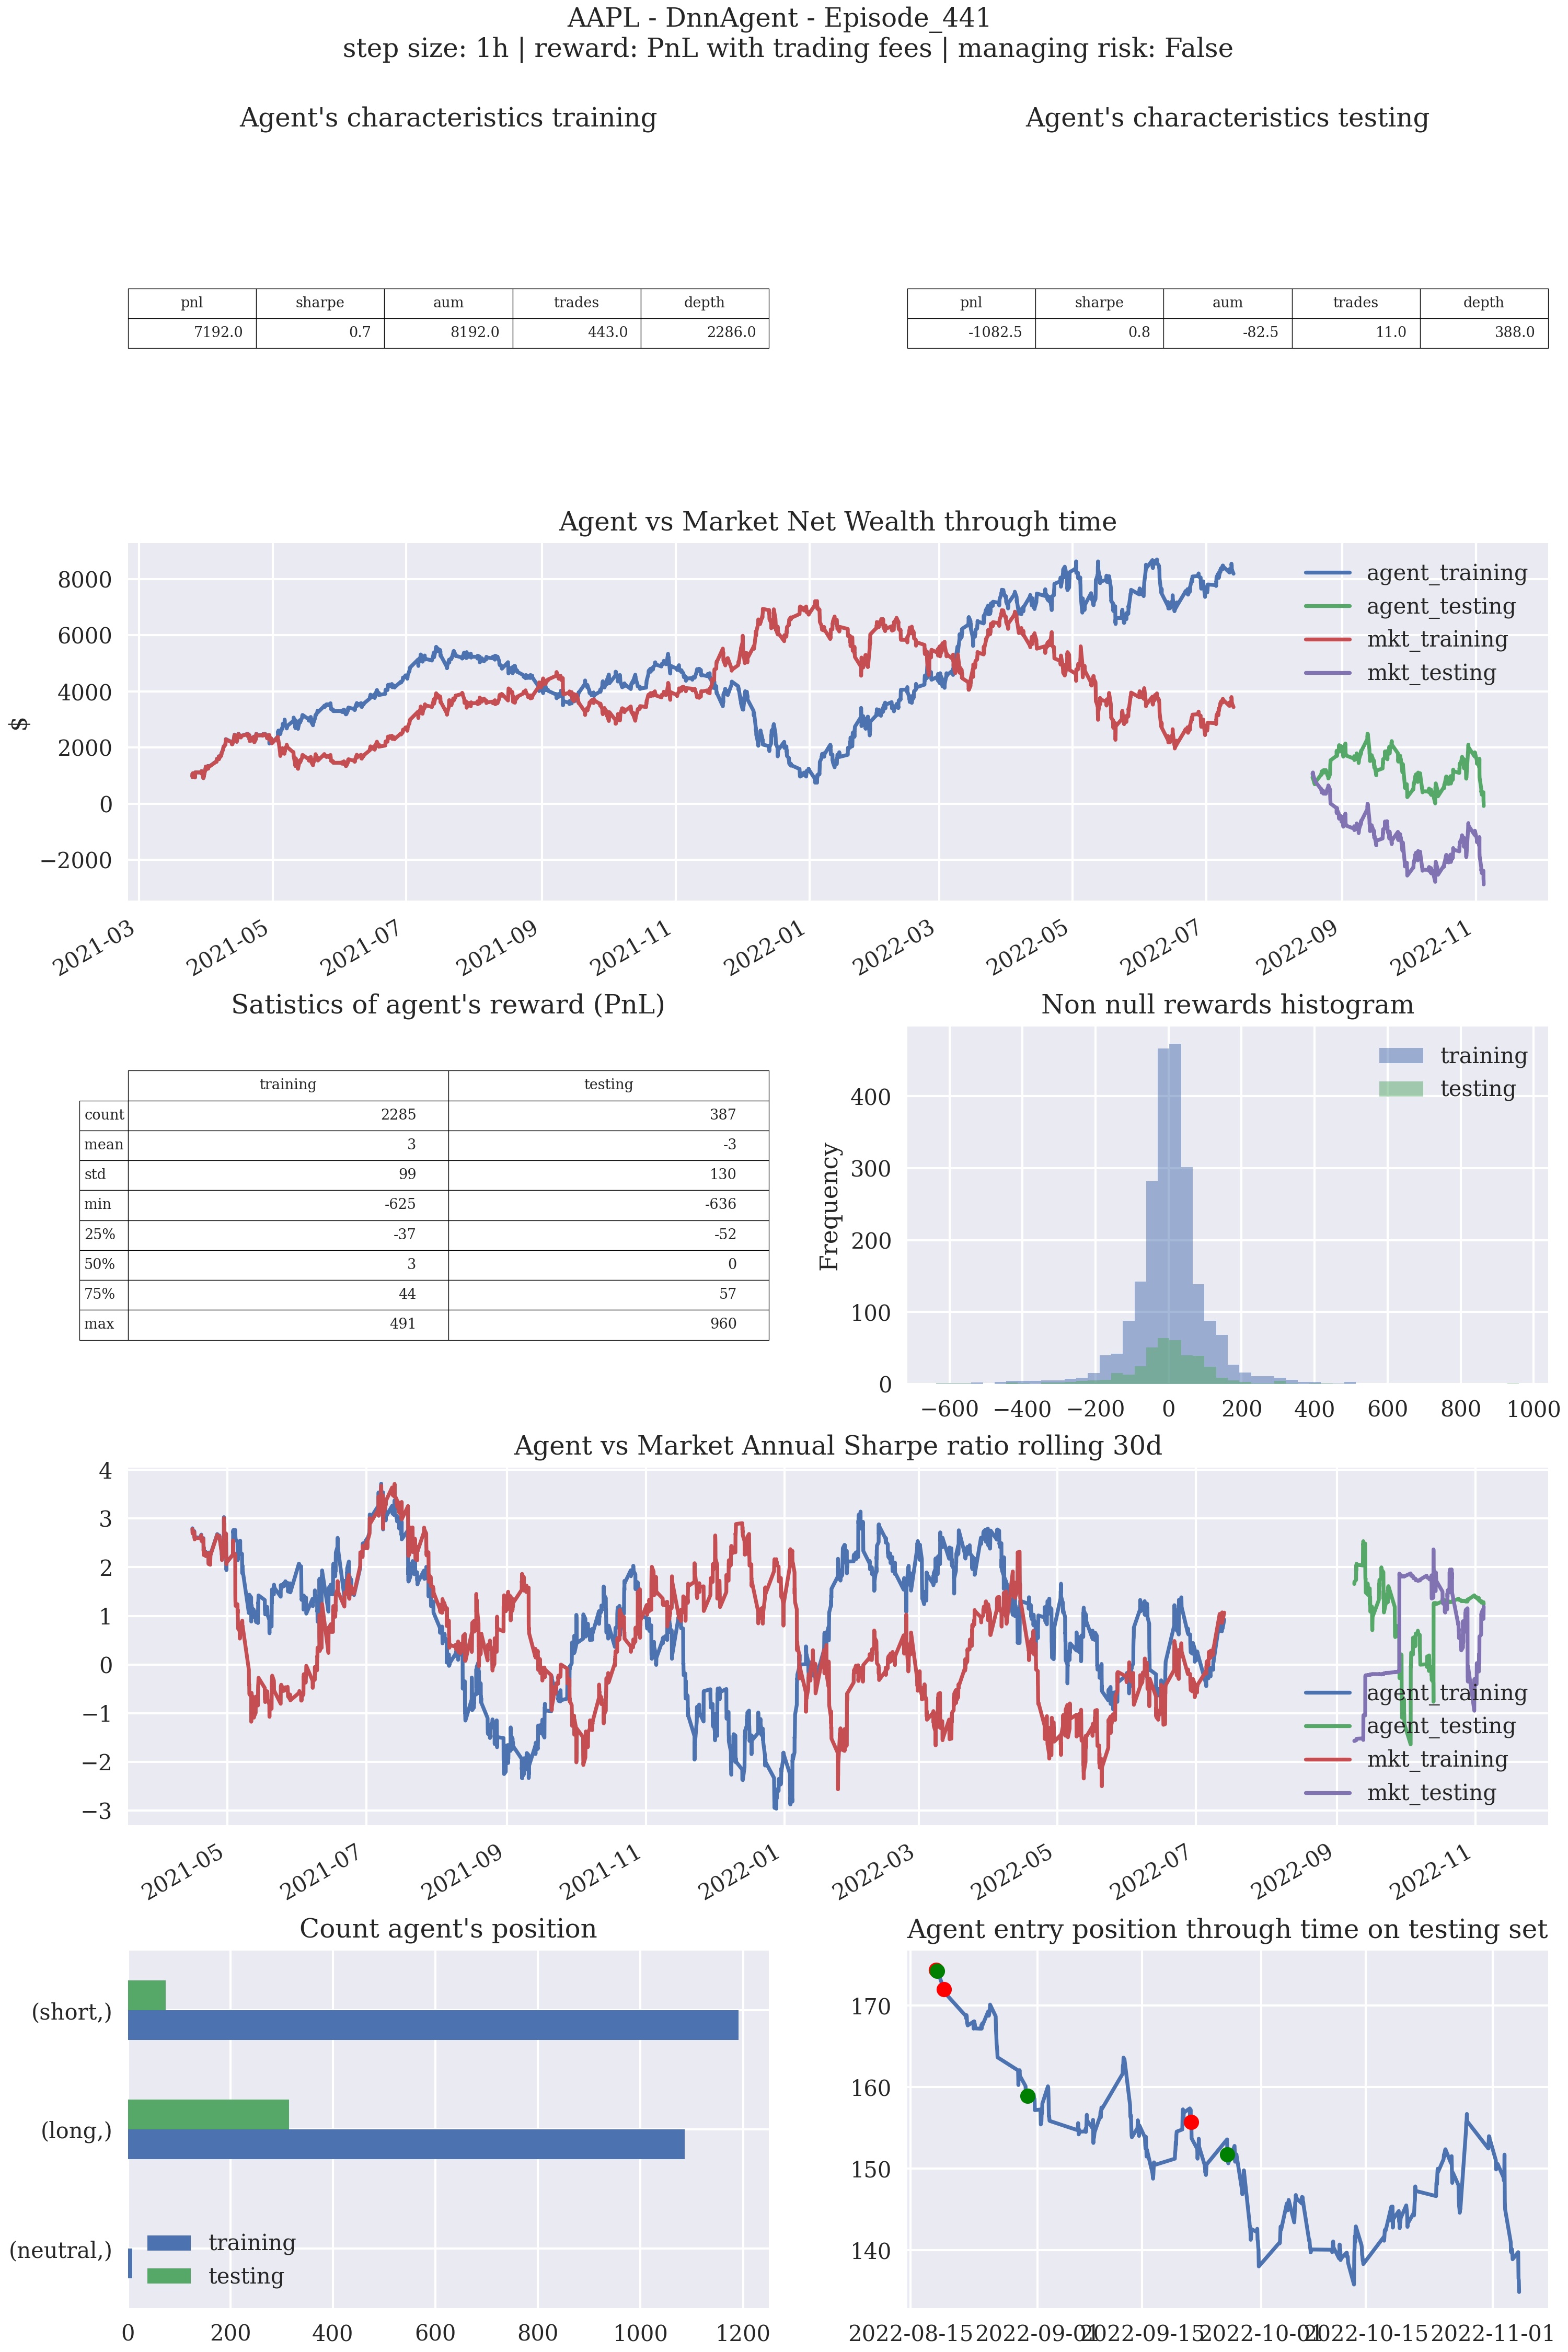 AAPL - DnnAgent - Episode_441
step size: 1h | reward: PnL with trading fees | managing risk: False
Agent's characteristics training
pnl sharpe aum trades depth
7192.0 0.7 8192.0 443.0 2286.0
Agent's characteristics testing
pnl sharpe aum trades depth
-1082.5 0.8 -82.5 11.0 388.0
Agent vs Market Net Wealth through time
$
8000
6000
4000
2000
0
−2000
agent_training
agent_testing
mkt_training
mkt_testing
2021-03 2021-05 2021-07 2021-09 2021-11 2022-01 2022-03 2022-05 2022-07 2022-09 2022-11
Satistics of agent's reward (PnL)
training testing
count 2285 387
mean 3 -3
std 99 130
min -625 -636
25% -37 -52
50% 3 0
75% 44 57
max 491 960
Non null rewards histogram
Frequency
400
300
200
100
0
training
testing
−600 −400 −200 0 200 400 600 800 1000
Agent vs Market Annual Sharpe ratio rolling 30d
4
3
2
1
0
−1
−2
−3
agent_training
agent_testing
mkt_training
mkt_testing
2021-05 2021-07 2021-09 2021-11 2022-01 2022-03 2022-05 2022-07 2022-09 2022-11
Count agent's position
(short,)
(long,)
(neutral,)
training
testing
0 200 400 600 800 1000 1200
Agent entry position through time on testing set
170
160
150
140
2022-08-15 2022-09-01 2022-09-15 2022-10-01 2022-10-15 2022-11-01